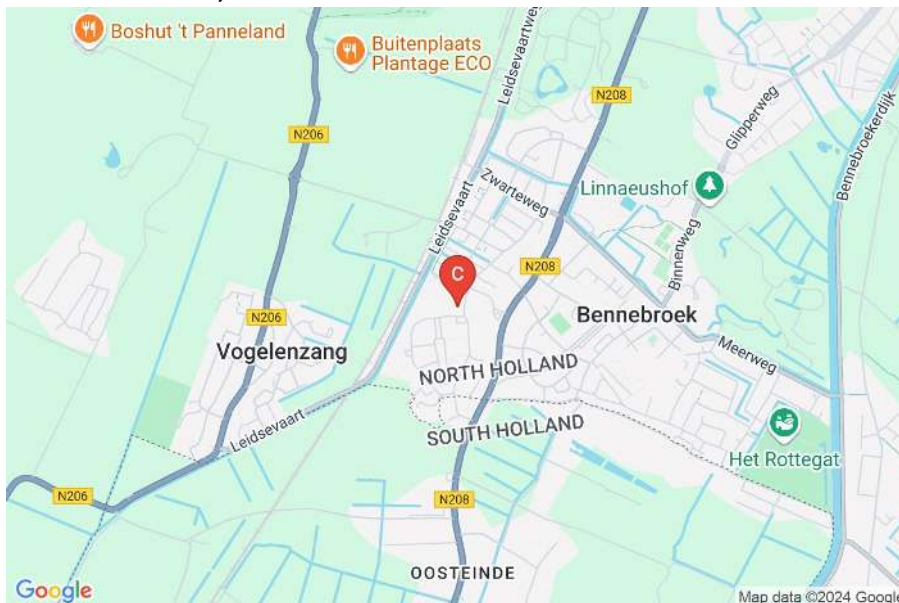 Boshut 't Panneland
Buitenplaats
Plantage ECO
Leidsevaartweg
N208
Glipperweg
Bennebroekerdijk
N206
Zwarteweg
Linnaeushof
Binnenweg
Leidsevaart
N208
C
N206
Bennebroek
Vogelenzang
Meerweg
NORTH HOLLAND
SOUTH HOLLAND
Leidsevaart
Het Rottegat
N206
N208
OOSTEINDE
Google
Map data ©2024 Google